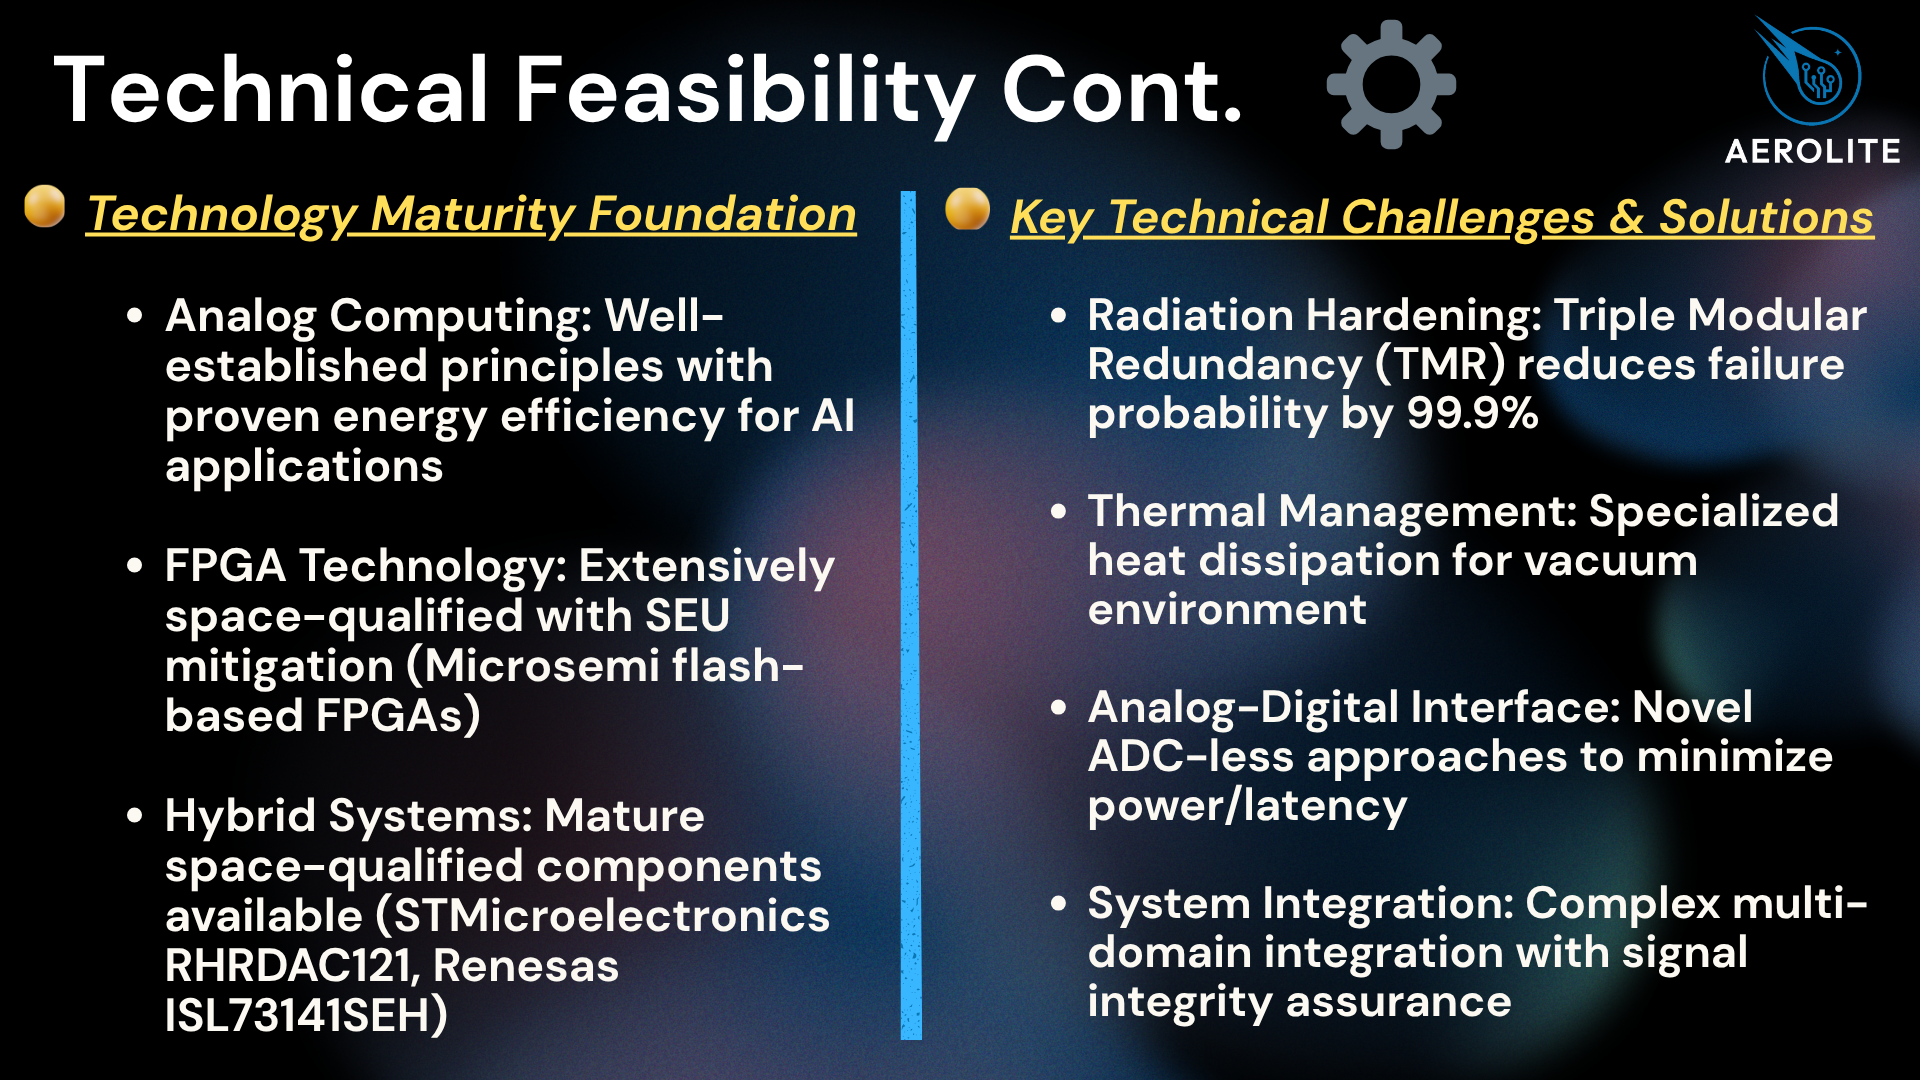 Technical Feasibility Cont.
AEROLITE
Technology Maturity Foundation
• Analog Computing: Well-
established principles with
proven energy efficiency for AI
applications
• FPGA Technology: Extensively
space-qualified with SEU
mitigation (Microsemi flash-
based FPGAs)
• Hybrid Systems: Mature
space-qualified components
available (STMicroelectronics
RHRDAC121, Renesas
ISL73141SEH)
Key Technical Challenges & Solutions
• Radiation Hardening: Triple Modular
Redundancy (TMR) reduces failure
probability by 99.9%
• Thermal Management: Specialized
heat dissipation for vacuum
environment
• Analog-Digital Interface: Novel
ADC-less approaches to minimize
power/latency
• System Integration: Complex multi-
domain integration with signal
integrity assurance